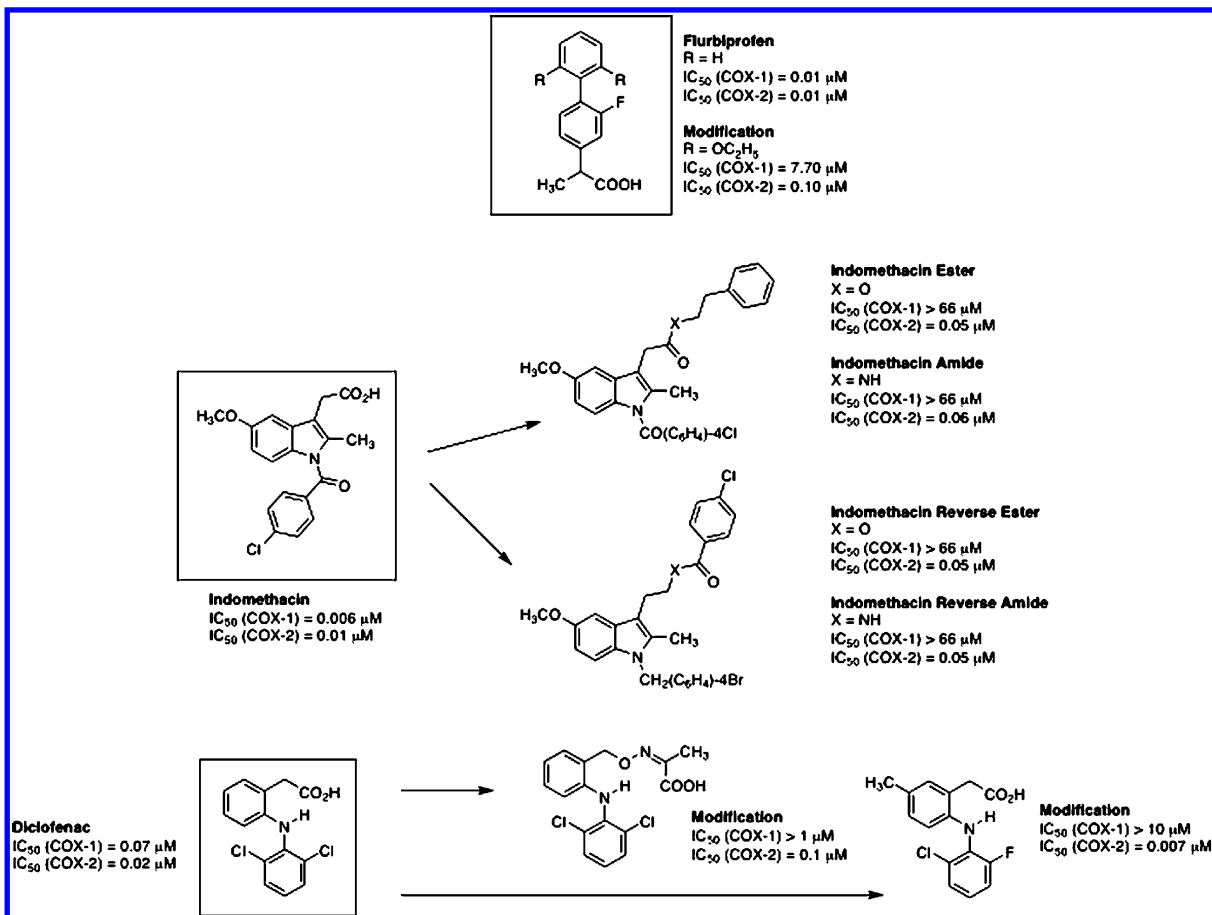 Flurbiprofen
R = H
IC50 (COX-1) = 0.01 μM
IC50 (COX-2) = 0.01 μM
Modification
R = OC2H5
IC50 (COX-1) = 7.70 μM
IC50 (COX-2) = 0.10 μM
R
R
F
H3C
COOH
Indomethacin Ester
X = O
IC50 (COX-1) > 66 μM
IC50 (COX-2) = 0.05 μM
Indomethacin Amide
X = NH
IC50 (COX-1) > 66 μM
IC50 (COX-2) = 0.06 μM
X
O
H3CO
CH3
N
CO(C6H4)-4Cl
CO2H
H3CO
CH3
N
O
Cl
Indomethacin
IC50 (COX-1) = 0.006 μM
IC50 (COX-2) = 0.01 μM
Cl
X
O
H3CO
CH3
N
CH2(C6H4)-4Br
Indomethacin Reverse Ester
X = O
IC50 (COX-1) > 66 μM
IC50 (COX-2) = 0.05 μM
Indomethacin Reverse Amide
X = NH
IC50 (COX-1) > 66 μM
IC50 (COX-2) = 0.05 μM
Diclofenac
IC50 (COX-1) = 0.07 μM
IC50 (COX-2) = 0.02 μM
CO2H
N
H
Cl
Cl
O
N
CH3
COOH
N
H
Cl
Cl
Modification
IC50 (COX-1) > 1 μM
IC50 (COX-2) = 0.1 μM
H3C
CO2H
N
H
Cl
F
Modification
IC50 (COX-1) > 10 μM
IC50 (COX-2) = 0.007 μM